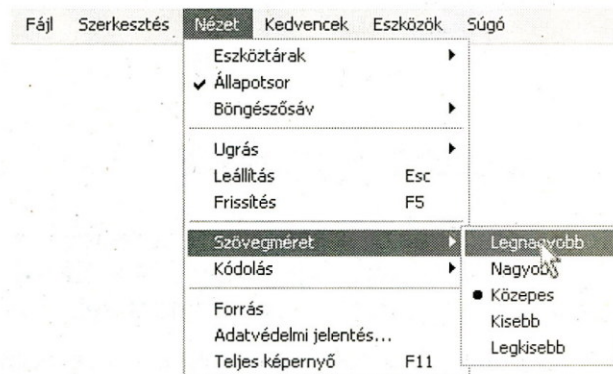 Fájl Szerkesztés Nézet Kedvencek Eszközök Súgó
Eszköztárak
Állapotsor
Böngészősáv
Ugrás
Leállítás Esc
Frissítés F5
Szövegméret
Kódolás
Forrás
Adatvédelmi jelentés...
Teljes képernyő F11
Legnagyobb
Nagyobb
Közepes
Kisebb
Legkisebb